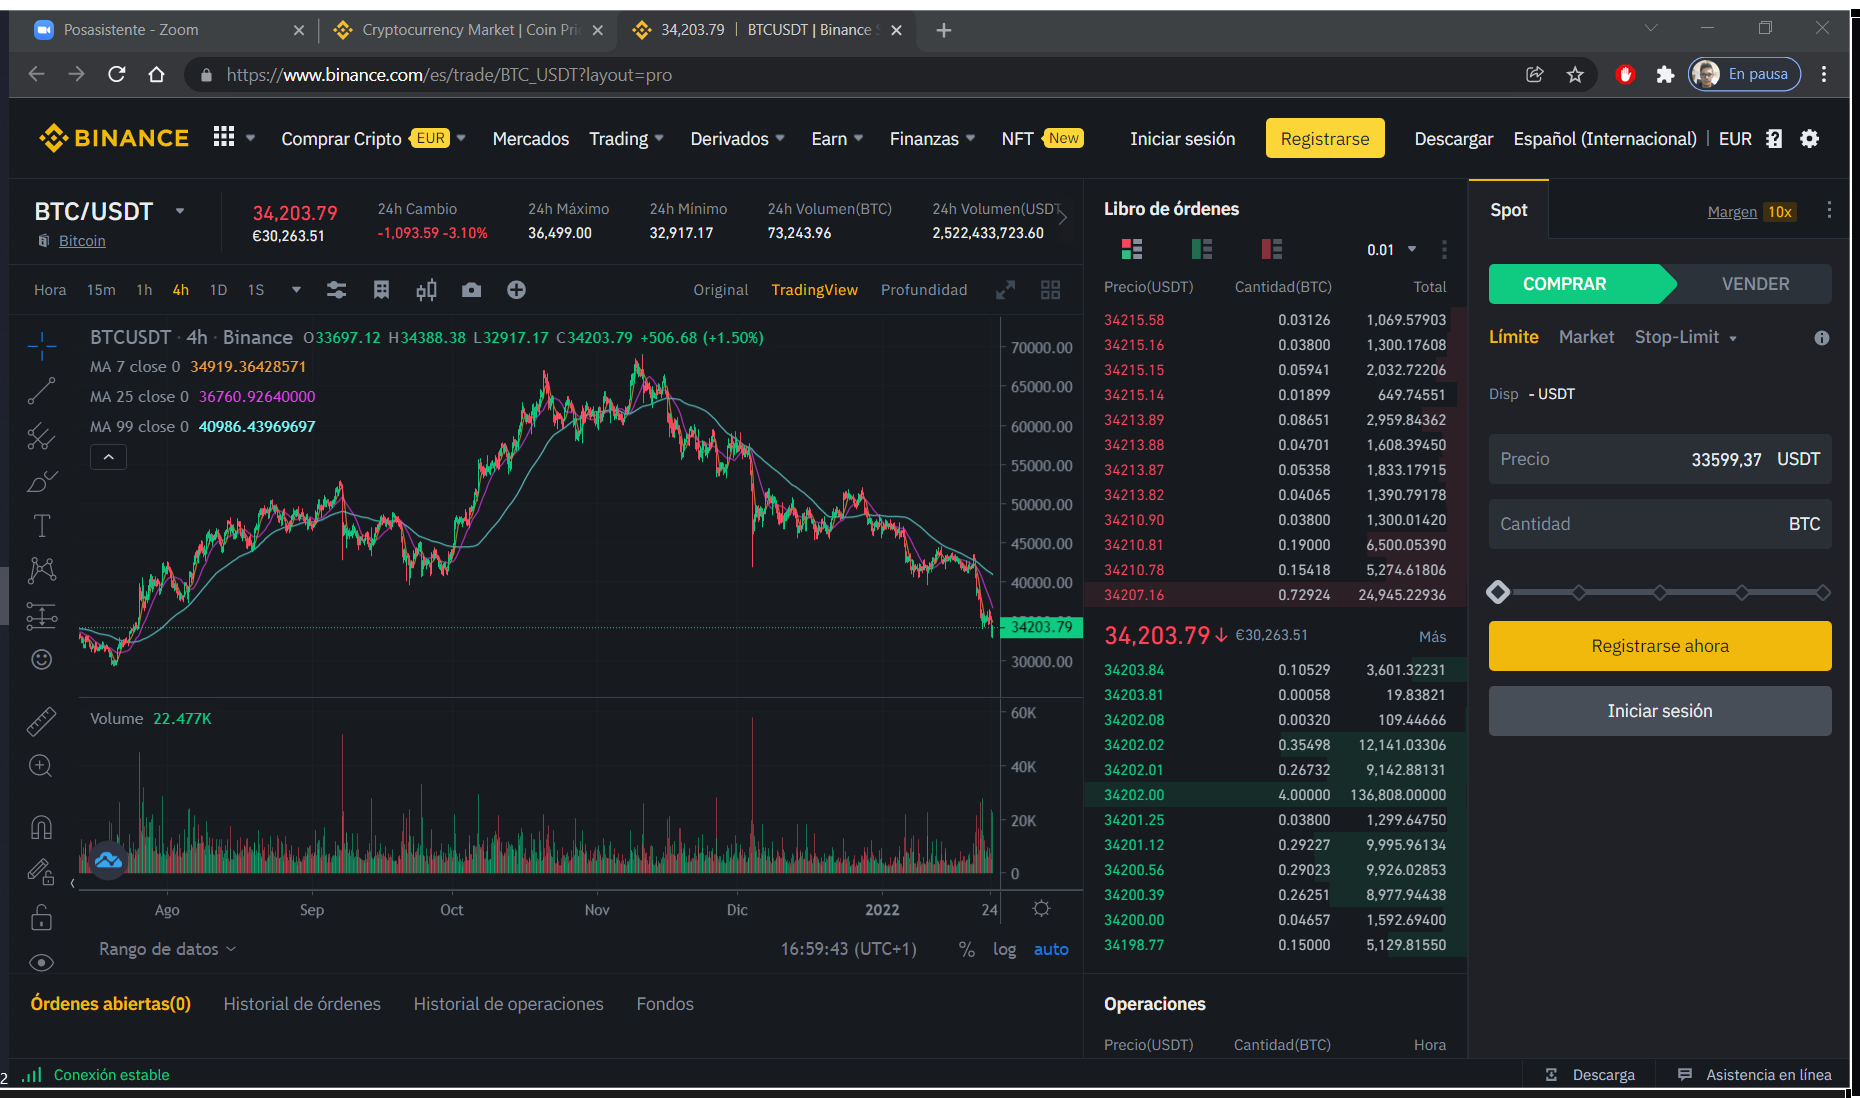 Posasistente - Zoom
Cryptocurrency Market | Coin Pri
34,203.79 | BTCUSDT | Binance S
https://www.binance.com/es/trade/BTC_USDT?layout=pro
En pausa
BINANCE
Comprar Cripto EUR
Mercados
Trading
Derivados
Earn
Finanzas
NFT New
Iniciar sesión
Registrarse
Descargar
Español (Internacional)
EUR
BTC/USDT
Bitcoin
34,203.79
€30,263.51
24h Cambio
-1,093.59 -3.10%
24h Máximo
36,499.00
24h Mínimo
32,917.17
24h Volumen(BTC)
73,243.96
24h Volumen(USDT
2,522,433,723.60
Hora 15m 1h 4h 1D 1S
Original TradingView Profundidad
BTCUSDT · 4h · Binance O33697.12 H34388.38 L32917.17 C34203.79 +506.68 (+1.50%)
MA 7 close 0 34919.36428571
MA 25 close 0 36760.92640000
MA 99 close 0 40986.43969697
70000.00
65000.00
60000.00
55000.00
50000.00
45000.00
40000.00
34203.79
30000.00
Volume 22.477K
60K
40K
20K
0
Ago Sep Oct Nov Dic 2022 24
Rango de datos
16:59:43 (UTC+1) % log auto
Órdenes abiertas(0) Historial de órdenes Historial de operaciones Fondos
Libro de órdenes
0.01
Precio(USDT) Cantidad(BTC) Total
34215.58 0.03126 1,069.57903
34215.16 0.03800 1,300.17608
34215.15 0.05941 2,032.72206
34215.14 0.01899 649.74551
34213.89 0.08651 2,959.84362
34213.88 0.04701 1,608.39450
34213.87 0.05358 1,833.17915
34213.82 0.04065 1,390.79178
34210.90 0.03800 1,300.01420
34210.81 0.19000 6,500.05390
34210.78 0.15418 5,274.61806
34207.16 0.72924 24,945.22936
34,203.79↓ €30,263.51 Más
34203.84 0.10529 3,601.32231
34203.81 0.00058 19.83821
34202.08 0.00320 109.44666
34202.02 0.35498 12,141.03306
34202.01 0.26732 9,142.88131
34202.00 4.00000 136,808.00000
34201.25 0.03800 1,299.64750
34201.12 0.29227 9,995.96134
34200.56 0.29023 9,926.02853
34200.39 0.26251 8,977.94438
34200.00 0.04657 1,592.69400
34198.77 0.15000 5,129.81550
Operaciones
Precio(USDT) Cantidad(BTC) Hora
Spot
Margen 10x
COMPRAR VENDER
Límite Market Stop-Limit
Disp - USDT
Precio 33599,37 USDT
Cantidad BTC
Registrarse ahora
Iniciar sesión
2
Conexión estable
Descarga
Asistencia en línea